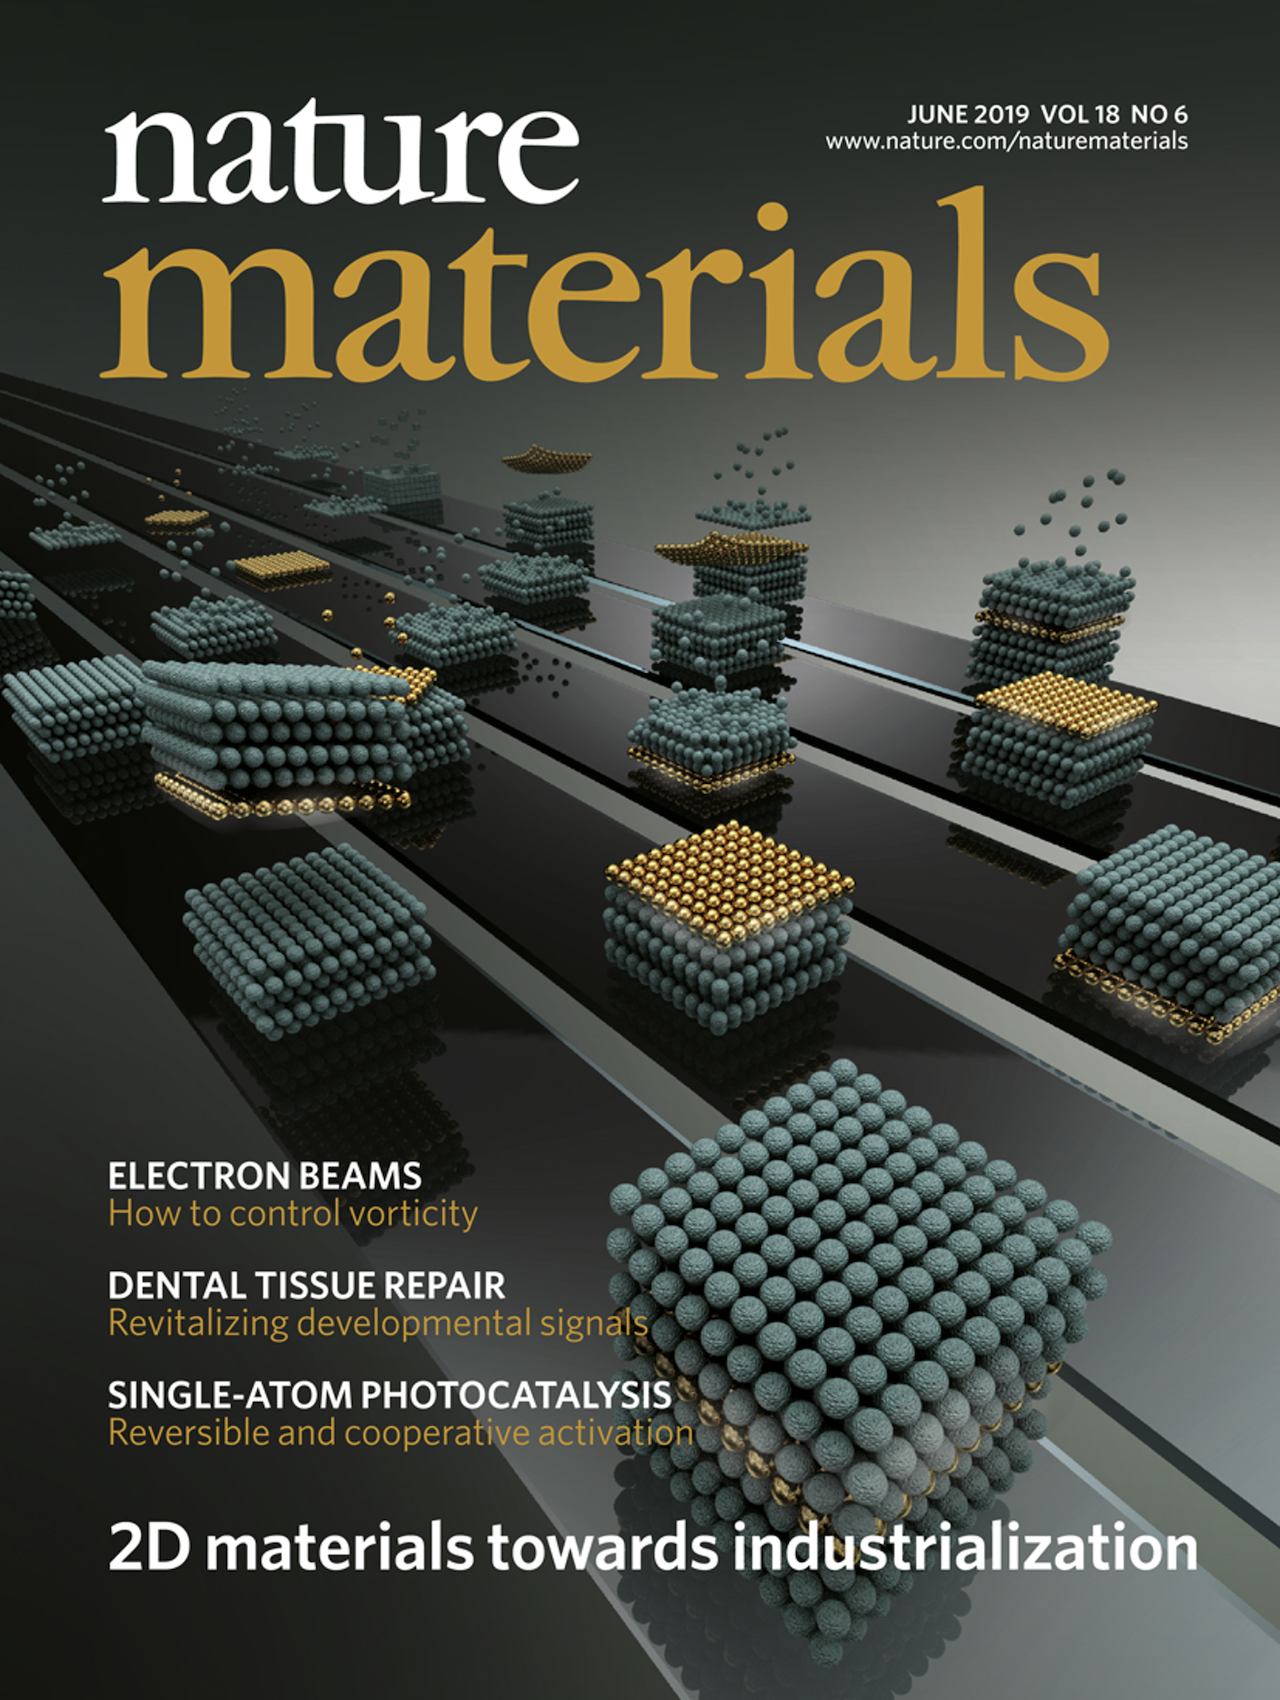 nature
JUNE 2019 VOL 18 NO 6
www.nature.com/naturematerials
materials
ELECTRON BEAMS
How to control vorticity
DENTAL TISSUE REPAIR
Revitalizing developmental signals
SINGLE-ATOM PHOTOCATALYSIS
Reversible and cooperative activation
2D materials towards industrialization